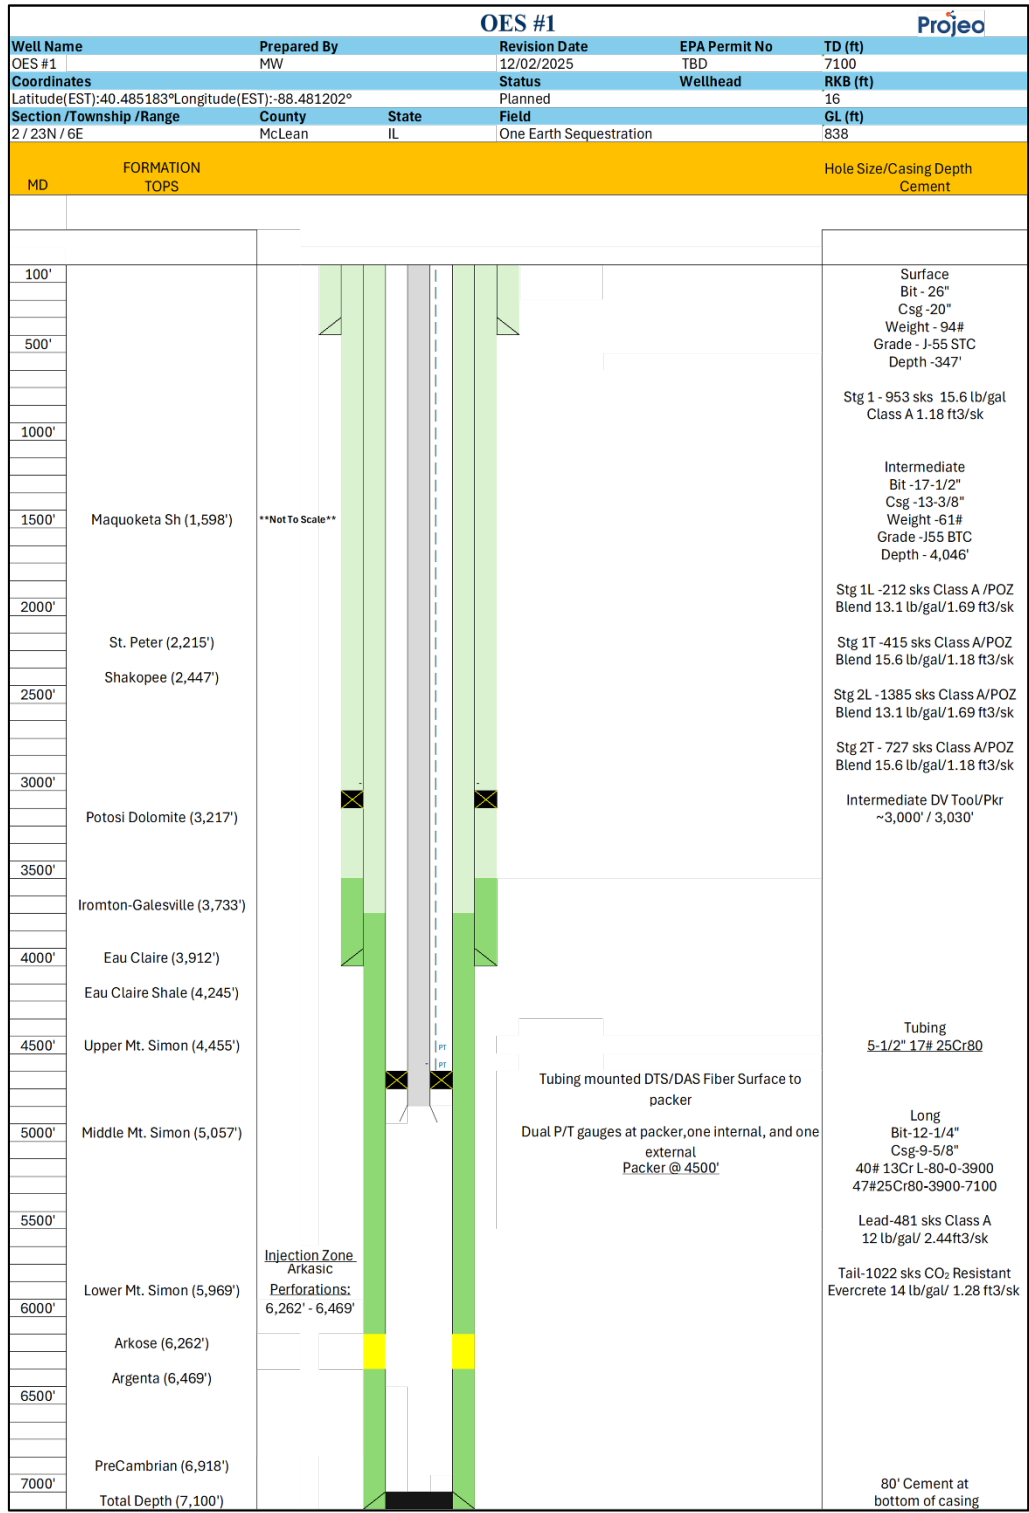 OES #1
Projeo
Well Name Prepared By Revision Date EPA Permit No TD (ft)
OES #1 MW 12/02/2025 TBD 7100
Coordinates Status Wellhead RKB (ft)
Latitude(EST):40.485183°Longitude(EST):-88.481202° Planned 16
Section /Township /Range County State Field GL (ft)
2 / 23N / 6E McLean IL One Earth Sequestration 838
MD
FORMATION
TOPS
Hole Size/Casing Depth
Cement
100'
500'
1000'
1500'
2000'
2500'
3000'
3500'
4000'
4500'
5000'
5500'
6000'
6500'
7000'
Maquoketa Sh (1,598')
St. Peter (2,215')
Shakopee (2,447')
Potosi Dolomite (3,217')
Iromton-Galesville (3,733')
Eau Claire (3,912')
Eau Claire Shale (4,245')
Upper Mt. Simon (4,455')
Middle Mt. Simon (5,057')
Lower Mt. Simon (5,969')
Arkose (6,262')
Argenta (6,469')
PreCambrian (6,918')
Total Depth (7,100')
**Not To Scale**
Injection Zone
Arkasic
Perforations:
6,262' - 6,469'
PT
PT
Tubing mounted DTS/DAS Fiber Surface to
packer
Dual P/T gauges at packer,one internal, and one
external
Packer @ 4500'
Surface
Bit - 26"
Csg -20"
Weight - 94#
Grade - J-55 STC
Depth -347'
Stg 1 - 953 sks 15.6 lb/gal
Class A 1.18 ft3/sk
Intermediate
Bit -17-1/2"
Csg -13-3/8"
Weight -61#
Grade -J55 BTC
Depth - 4,046'
Stg 1L -212 sks Class A /POZ
Blend 13.1 lb/gal/1.69 ft3/sk
Stg 1T -415 sks Class A/POZ
Blend 15.6 lb/gal/1.18 ft3/sk
Stg 2L -1385 sks Class A/POZ
Blend 13.1 lb/gal/1.69 ft3/sk
Stg 2T - 727 sks Class A/POZ
Blend 15.6 lb/gal/1.18 ft3/sk
Intermediate DV Tool/Pkr
~3,000' / 3,030'
Tubing
5-1/2" 17# 25Cr80
Long
Bit-12-1/4"
Csg-9-5/8"
40# 13Cr L-80-0-3900
47#25Cr80-3900-7100
Lead-481 sks Class A
12 lb/gal/ 2.44ft3/sk
Tail-1022 sks CO₂ Resistant
Evercrete 14 lb/gal/ 1.28 ft3/sk
80' Cement at
bottom of casing